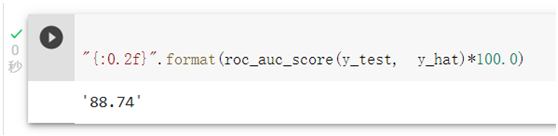 "{:0.2f}".format(roc_auc_score(y_test, y_hat)*100.0)
0
秒
'88.74'